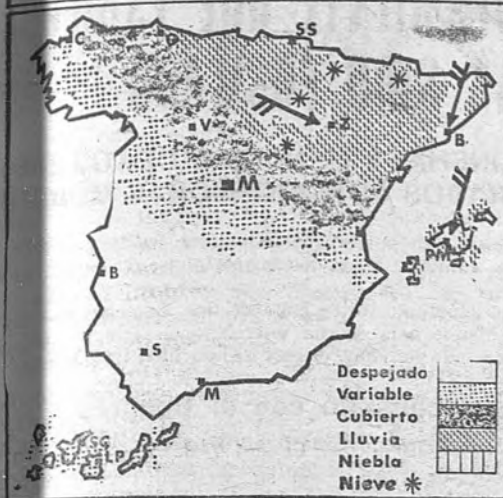 C
O
SS
V
Z
B
M
PM
B
S
M
SC
LP
Despejado
Variable
Cubierto
Lluvia
Niebla
Nieve